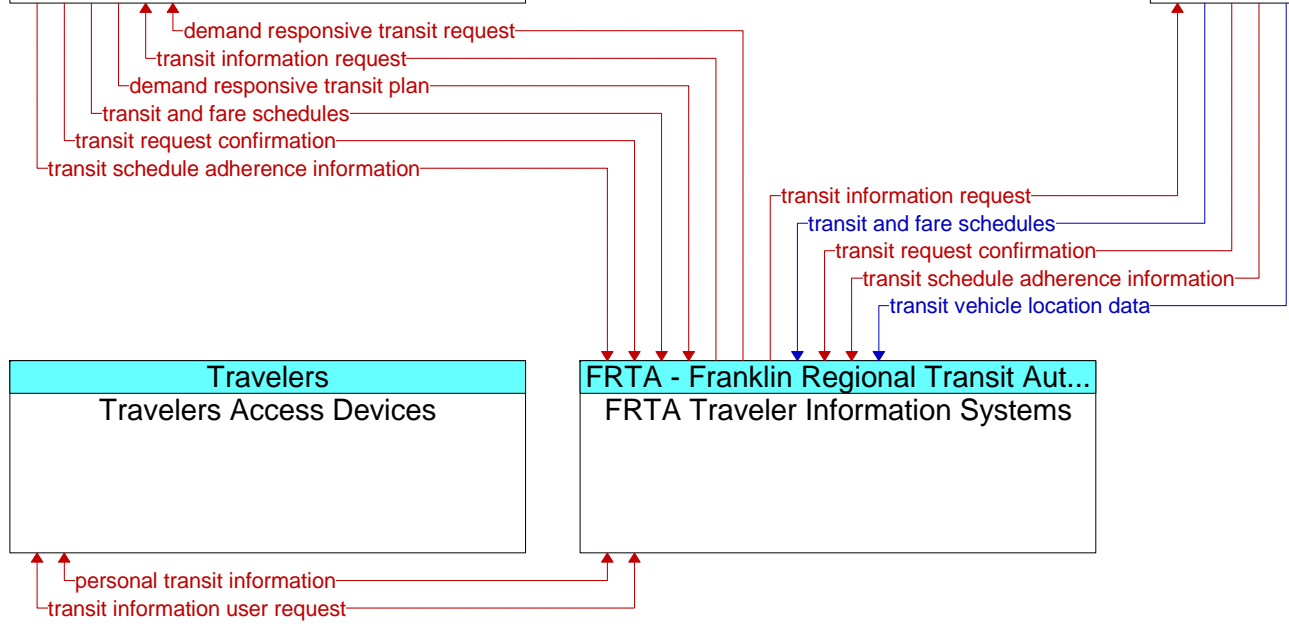 demand responsive transit request
transit information request
demand responsive transit plan
transit and fare schedules
transit request confirmation
transit schedule adherence information
transit information request
transit and fare schedules
transit request confirmation
transit schedule adherence information
transit vehicle location data
Travelers
Travelers Access Devices
FRTA - Franklin Regional Transit Aut...
FRTA Traveler Information Systems
personal transit information
transit information user request